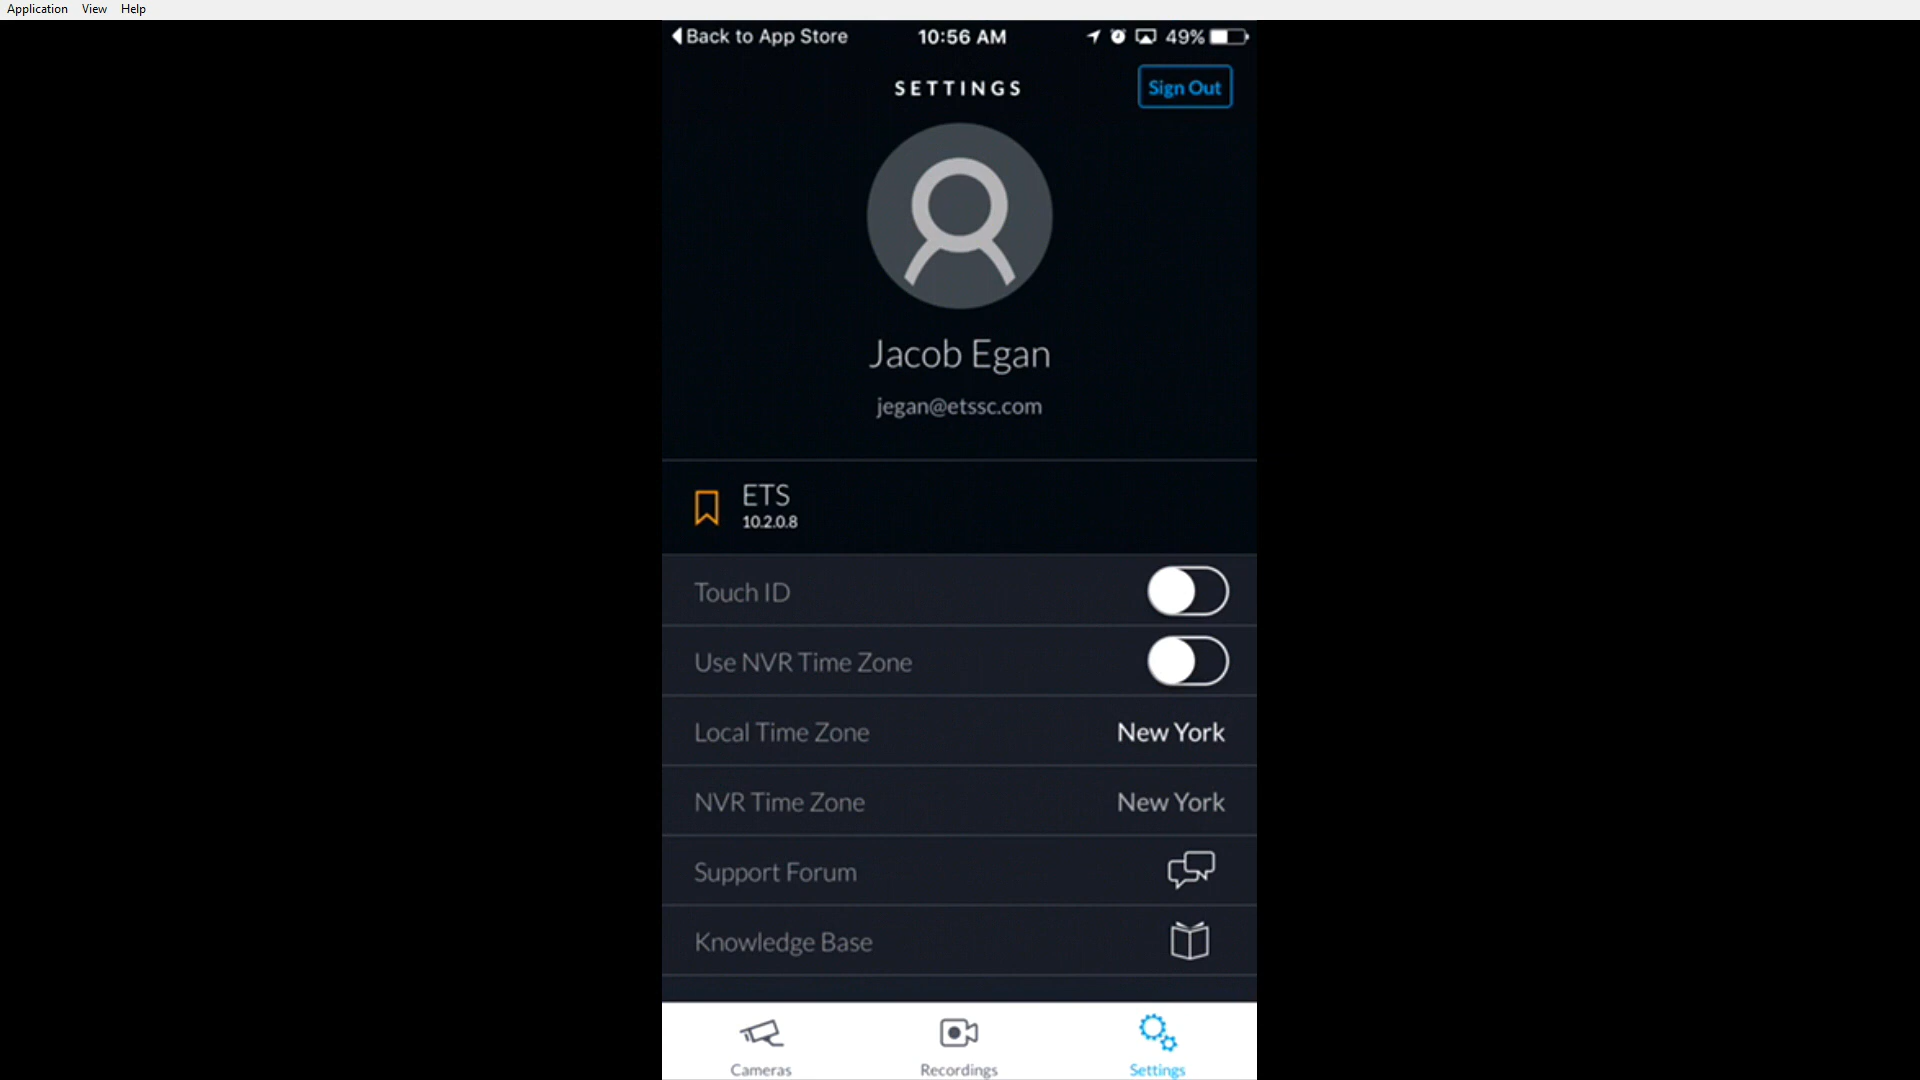 Application View Help
Back to App Store 10:56 AM 49%
SETTINGS Sign Out
Jacob Egan
jegan@etssc.com
ETS
10.2.0.8
Touch ID
Use NVR Time Zone
Local Time Zone New York
NVR Time Zone New York
Support Forum
Knowledge Base
Cameras Recordings Settings